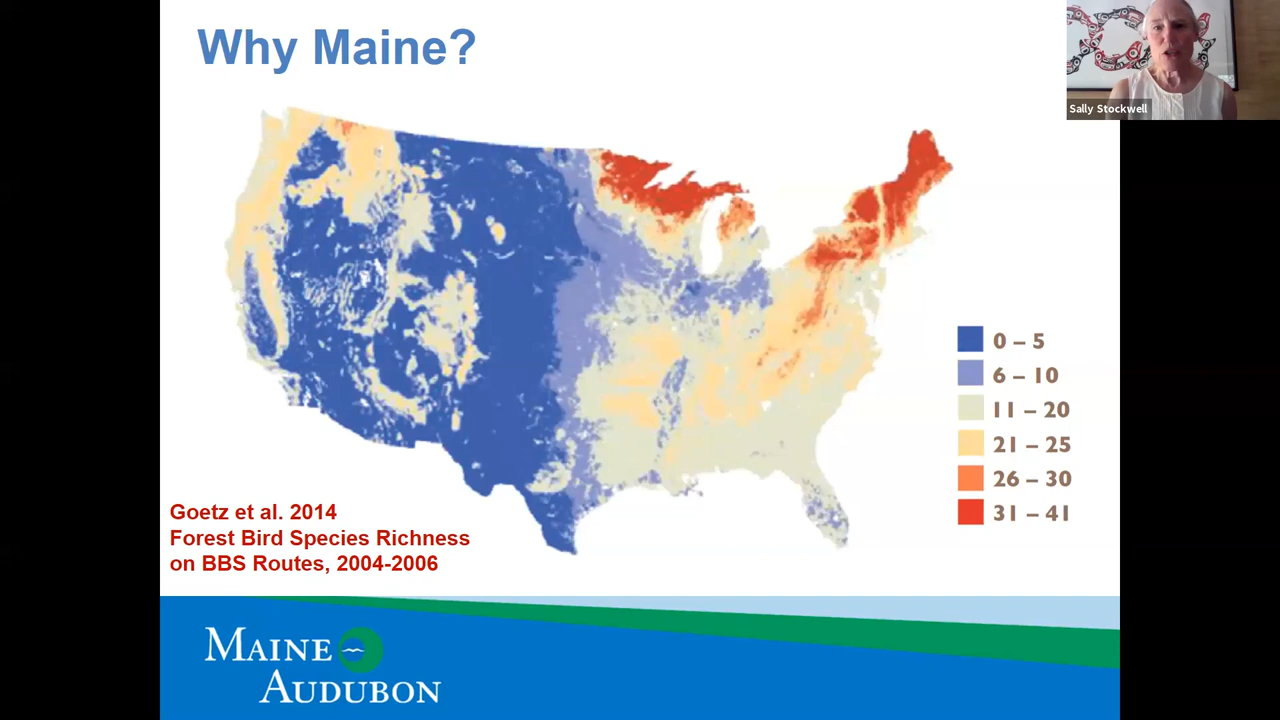 Why Maine?
Sally Stockwell
0 – 5
6 – 10
11 – 20
21 – 25
26 – 30
31 – 41
Goetz et al. 2014
Forest Bird Species Richness
on BBS Routes, 2004-2006
MAINE
AUDUBON